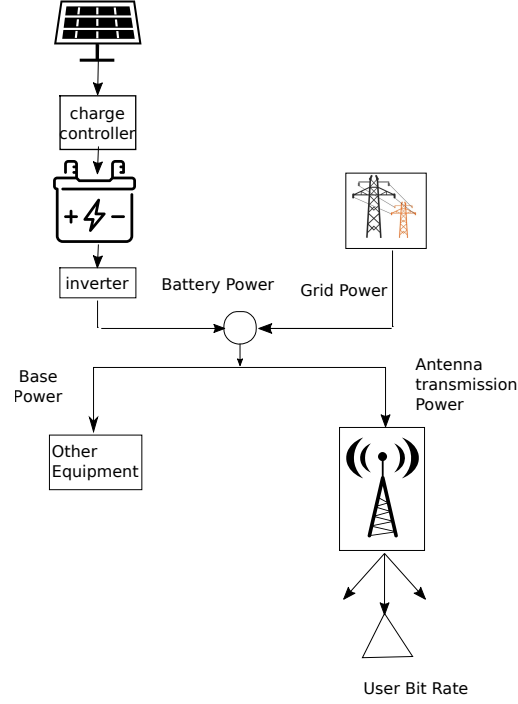 charge
controller
+ -
inverter
Battery Power
Grid Power
Base
Power
Antenna
transmission
Power
Other
Equipment
User Bit Rate